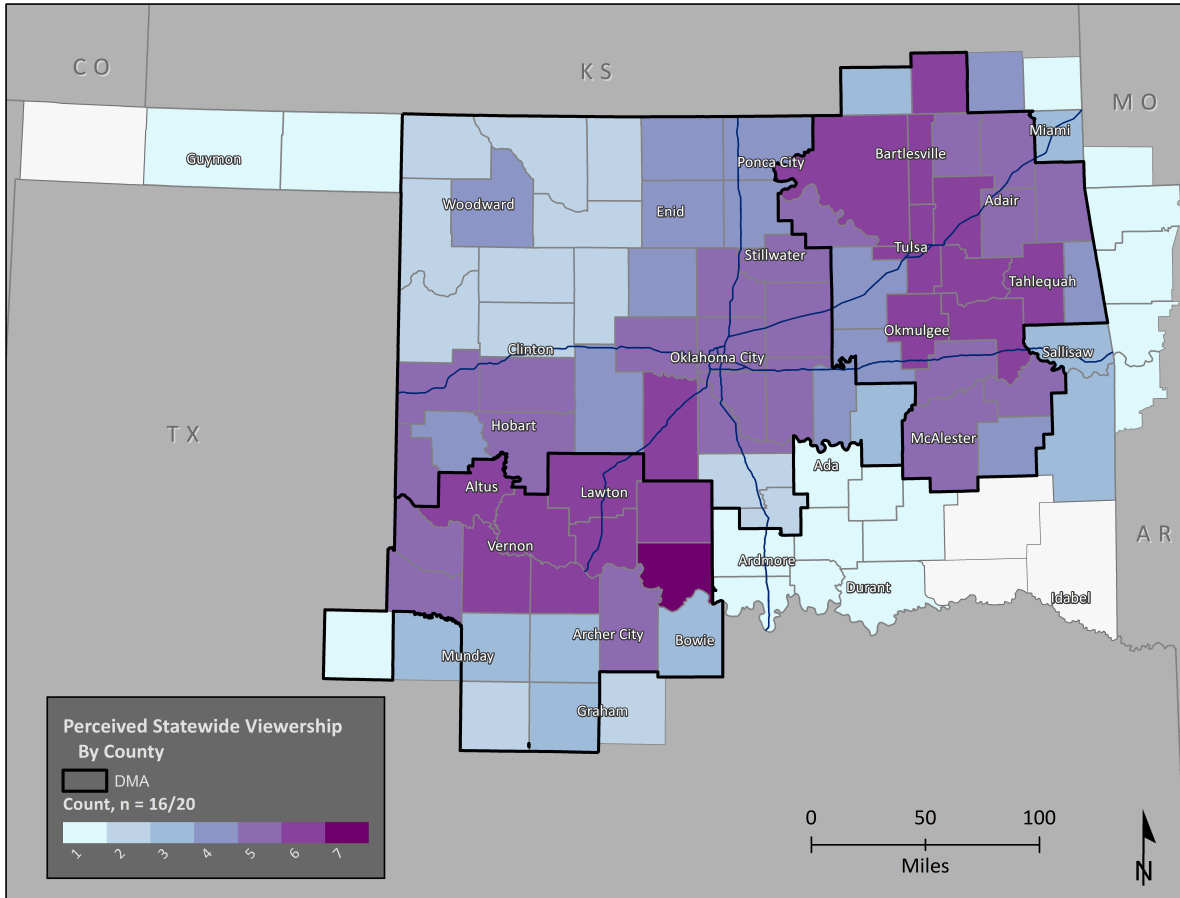 CO
KS
MO
Guymon
Miami
Ponca City
Bartlesville
Woodward
Enid
Adair
Tulsa
Stillwater
Tahlequah
Okmulgee
Clinton
Oklahoma City
Sallisaw
TX
Hobart
McAlester
Ada
Altus
Lawton
AR
Vernon
Ardmore
Durant
Idabel
Archer City
Bowie
Munday
Graham
Perceived Statewide Viewership
By County
DMA
Count, n = 16/20
1 2 3 4 5 6 7
0 50 100
Miles
N